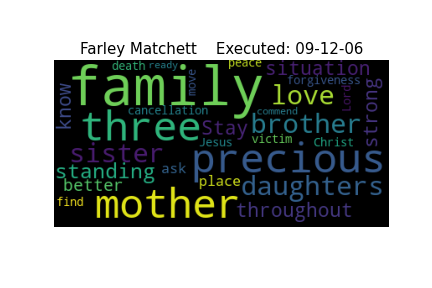 Farley Matchett    Executed: 09-12-06
death ready move peace situation
family forgiveness
know love Lord strong
cancellation commend
three Stay brother
victim
sister Jesus Christ
precious
standing ask
better place daughters
find mother throughout